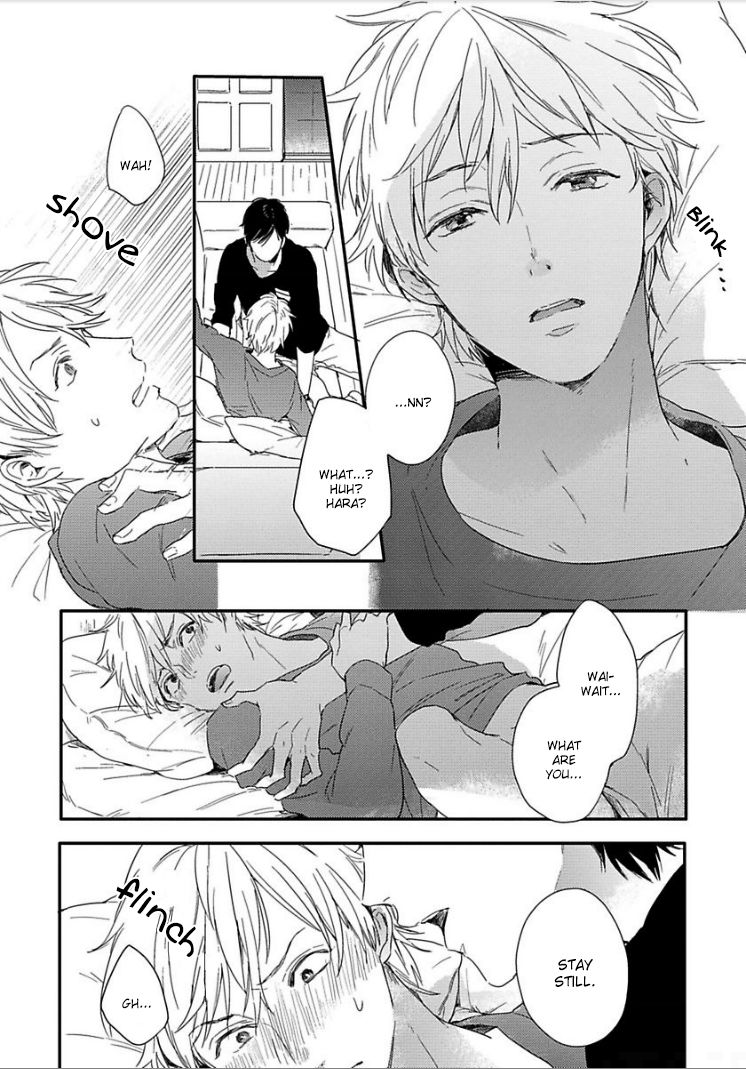 Blink
...
...NN?
WHAT...?
HUH?
HARA?
WAH!
shove
WAI-
WAIT...
WHAT
ARE
YOU...
STAY
STILL.
flinch
GH...